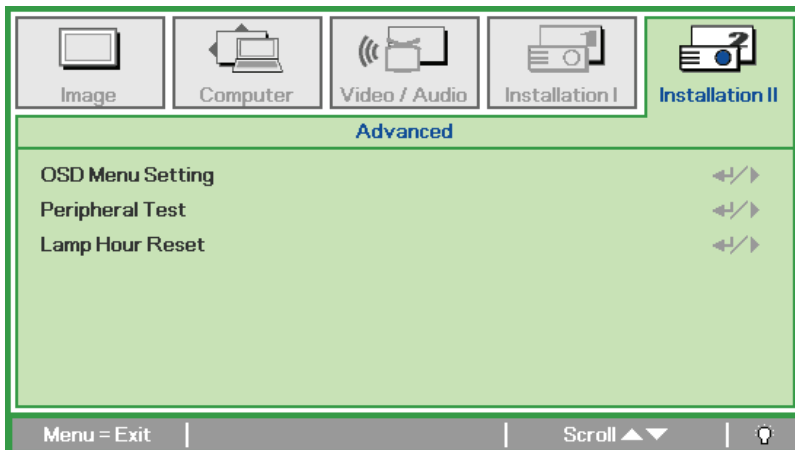 Image Computer Video / Audio Installation I Installation II
Advanced
OSD Menu Setting
Peripheral Test
Lamp Hour Reset
Menu = Exit Scroll